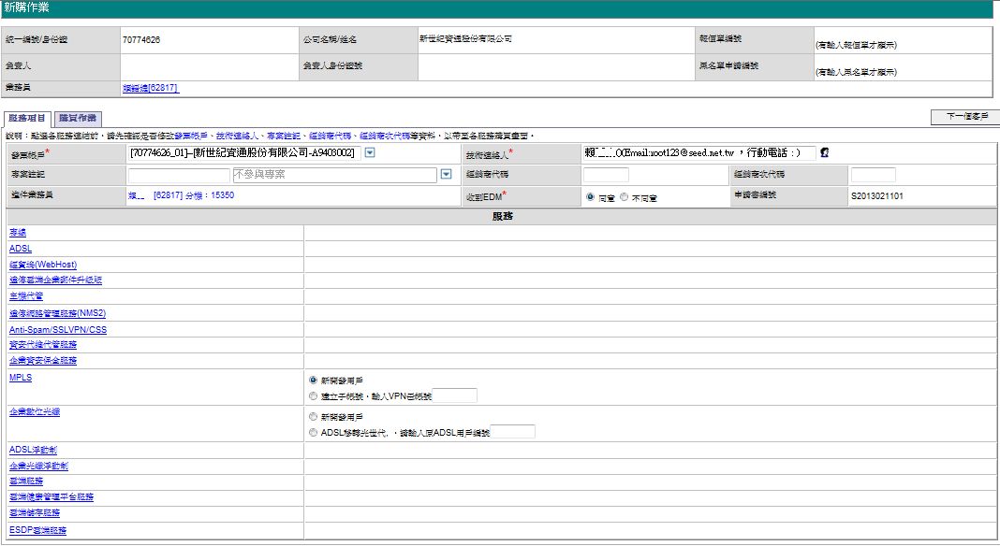 新購作業
統一編號/身份證 70774626 公司名稱/姓名 新世紀資通股份有限公司 報價單編號 (有輸入報價單才顯示)
負責人 負責人身份證號 黑名單申請編號 (有輸入黑名單才顯示)
業務員 [62817]
服務項目 購買作業 下一個客戶
說明：點選各服務連結前，請先確認是否修改發票帳戶、技術連絡人、專案註記、經銷商代碼、經銷商次代碼等資料，以帶至各服務購買畫面。
發票帳戶* [70774626_01]--[新世紀資通股份有限公司-A9403002] 技術連絡人* 賴__.()(Email:root123@seed.net.tw，行動電話：)
專案註記 不參與專案 經銷商代碼 經銷商次代碼
進件業務員 賴__ [62817] 分機：15350 收到EDM* 同意 不同意 申請書編號 S2013021101
服務
專線
ADSL
經貿網(WebHost)
遠傳雲端企業郵件升級版
主機代管
遠傳網路管理服務(NMS2)
Anti-Spam/SSLVPN/CSS
資安代維代管服務
企業資安保全服務
MPLS
新開發用戶
建立子帳號，輸入VPN母帳號
企業數位光纖
新開發用戶
ADSL移轉光世代，，請輸入原ADSL用戶編號
ADSL浮動制
企業光纖浮動制
雲端服務
雲端健康管理平台服務
雲端儲存服務
ESDP雲端服務